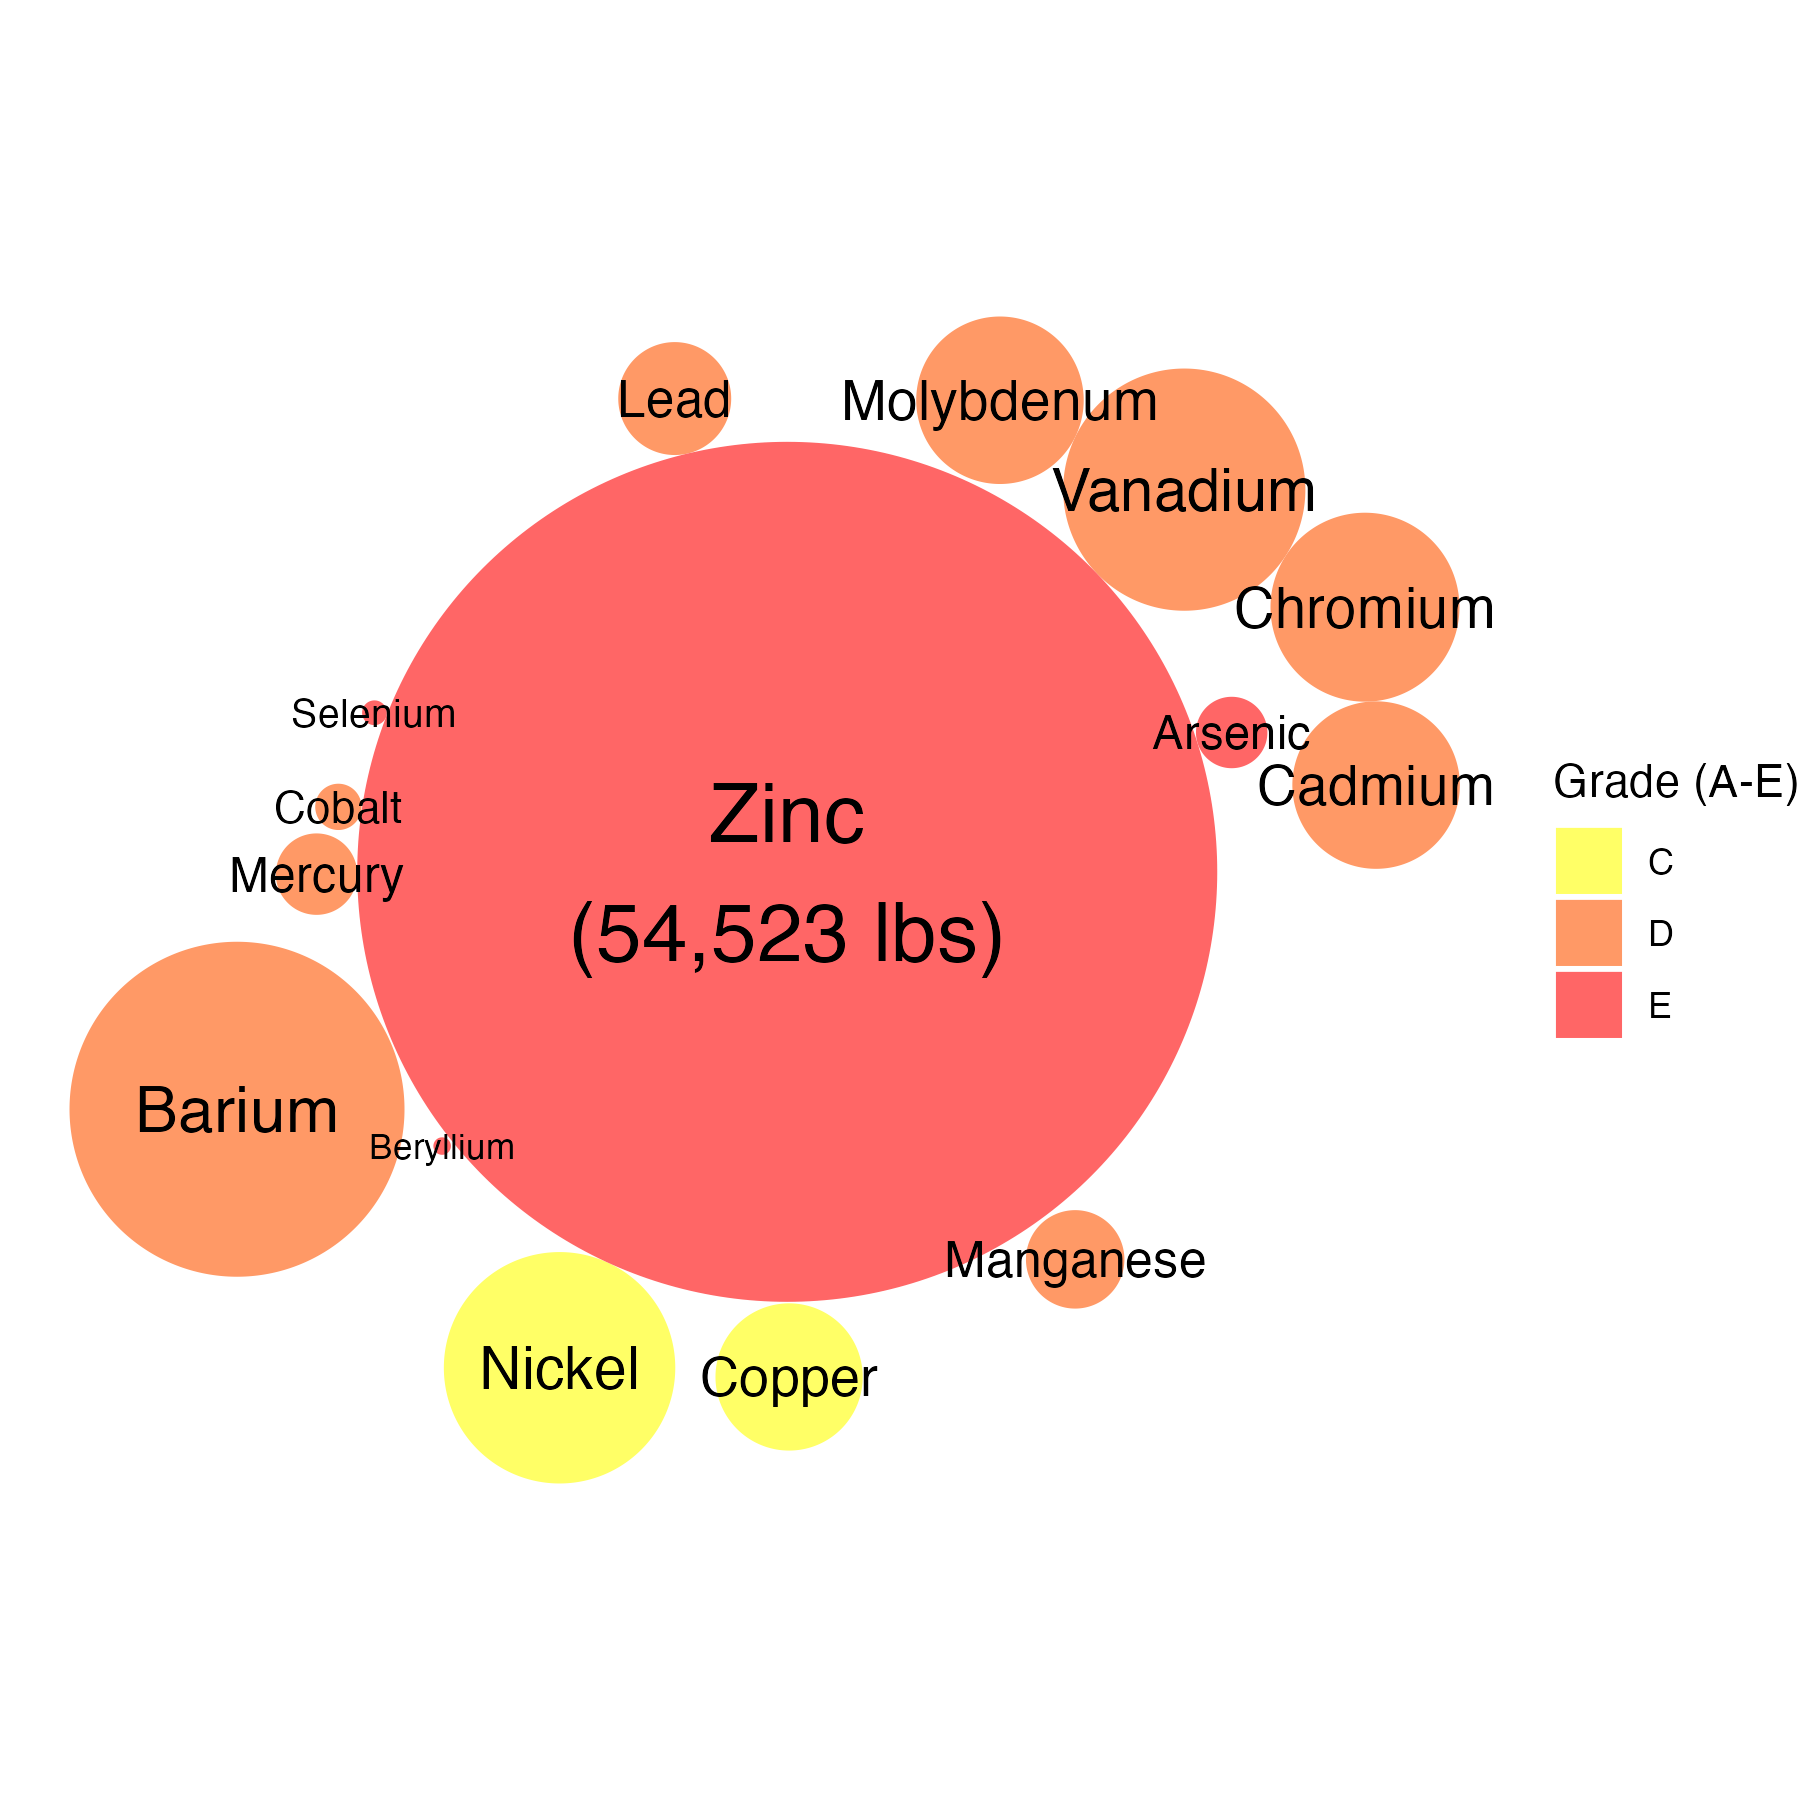 Lead
Molybdenum
Vanadium
Chromium
Selenium
Arsenic
Cobalt
Cadmium
Mercury
Zinc
(54,523 lbs)
Barium
Beryllium
Manganese
Nickel
Copper
Grade (A-E)
C
D
E